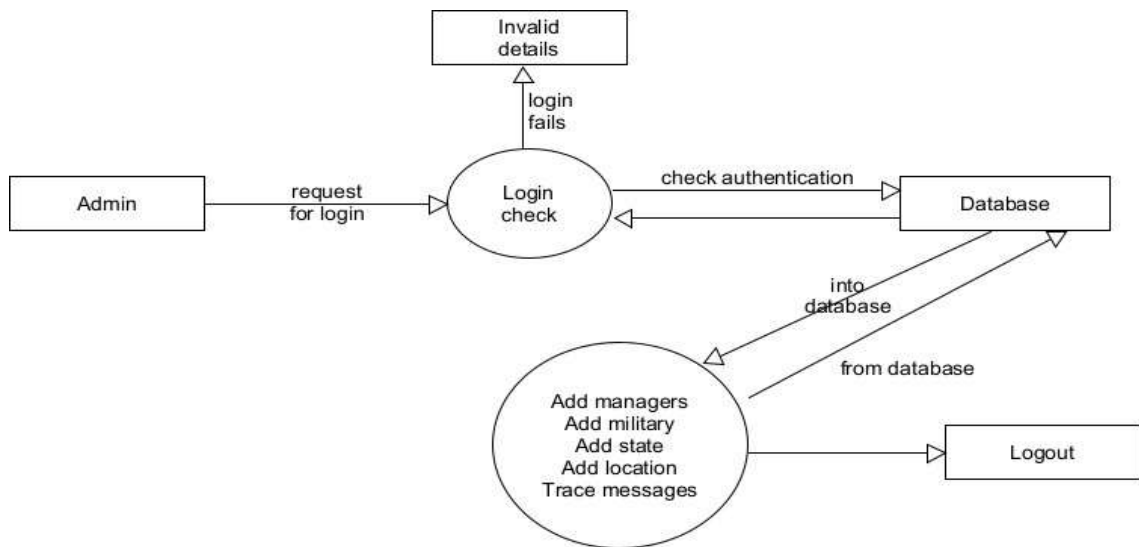 Invalid
details
login
fails
Admin
request
for login
Login
check
check authentication
Database
into
database
from database
Add managers
Add military
Add state
Add location
Trace messages
Logout